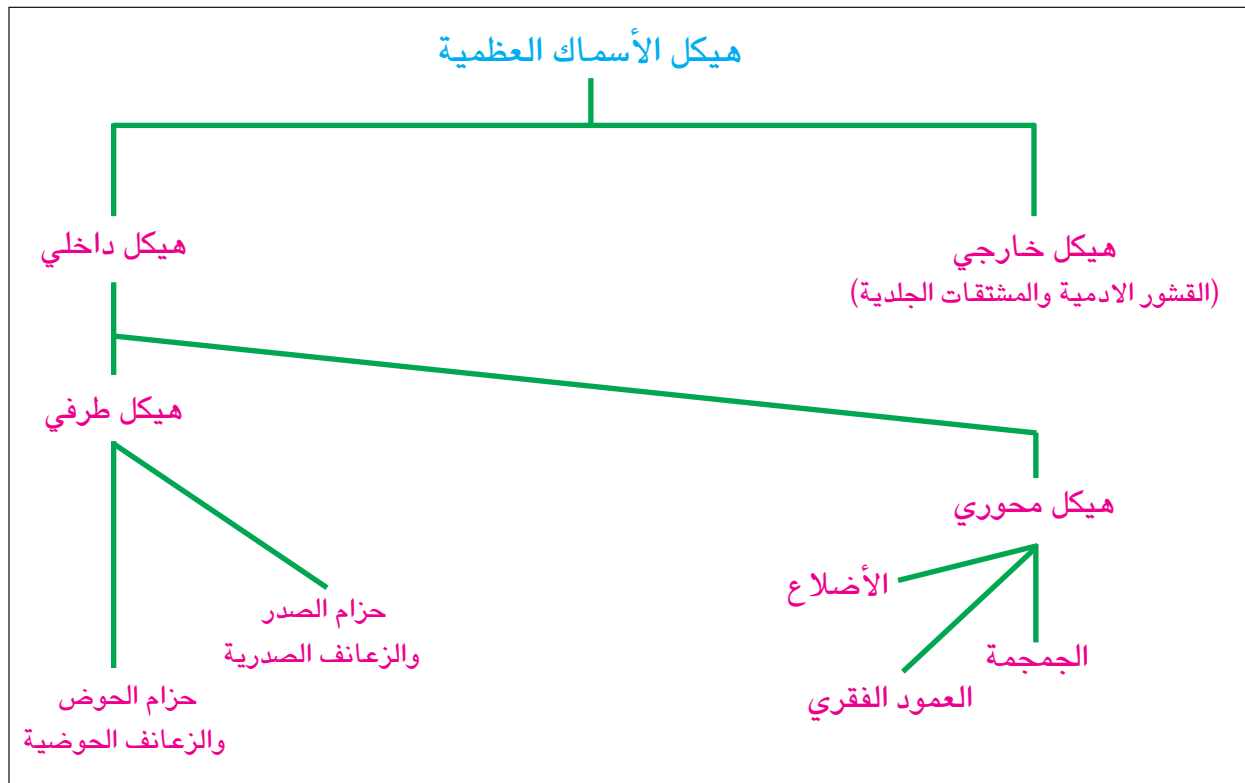 هيكل الأسماك العظمية
هيكل خارجي
(القشور الادمية والمشتقات الجلدية)
هيكل داخلي
هيكل طرفي
هيكل محوري
الأضلاع
الجمجمة
العمود الفقري
حزام الصدر
والزعانف الصدرية
حزام الحوض
والزعانف الحوضية